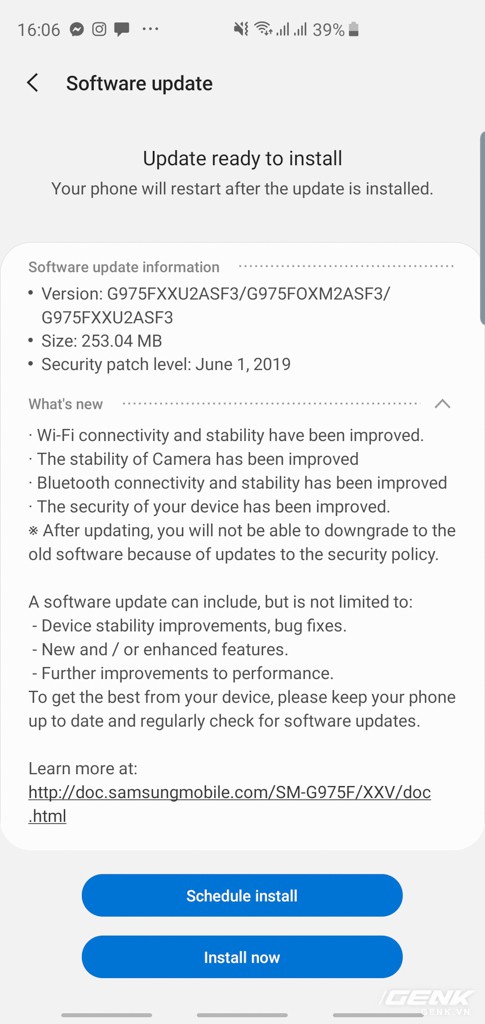 16:06 39%
Software update
Update ready to install
Your phone will restart after the update is installed.
Software update information
• Version: G975FXXU2ASF3/G975FOXM2ASF3/
G975FXXU2ASF3
• Size: 253.04 MB
• Security patch level: June 1, 2019
What's new
· Wi-Fi connectivity and stability have been improved.
· The stability of Camera has been improved
· Bluetooth connectivity and stability has been improved
· The security of your device has been improved.
※ After updating, you will not be able to downgrade to the
old software because of updates to the security policy.
A software update can include, but is not limited to:
- Device stability improvements, bug fixes.
- New and / or enhanced features.
- Further improvements to performance.
To get the best from your device, please keep your phone
up to date and regularly check for software updates.
Learn more at:
http://doc.samsungmobile.com/SM-G975F/XXV/doc
.html
Schedule install
Install now
GENK
GENK.VN